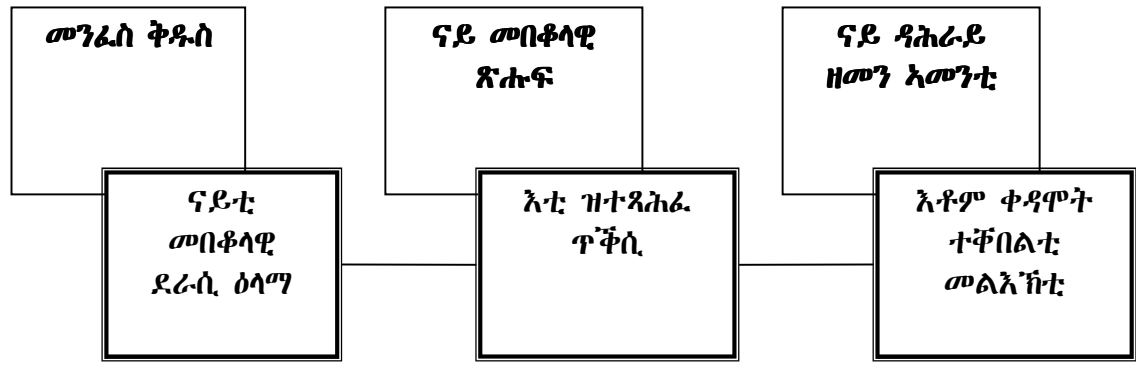 መንፈስ ቅዱስ
ናይ መበቆላዊ
ጽሑፍ
ናይ ዳሕራይ
ዘመን ኣመንቲ
ናይቲ
መበቆላዊ
ደራሲ ዕላማ
እቲ ዝተጻሕፈ
ጥቕሲ
እቶም ቀዳሞት
ተቐበልቲ
መልእኽቲ